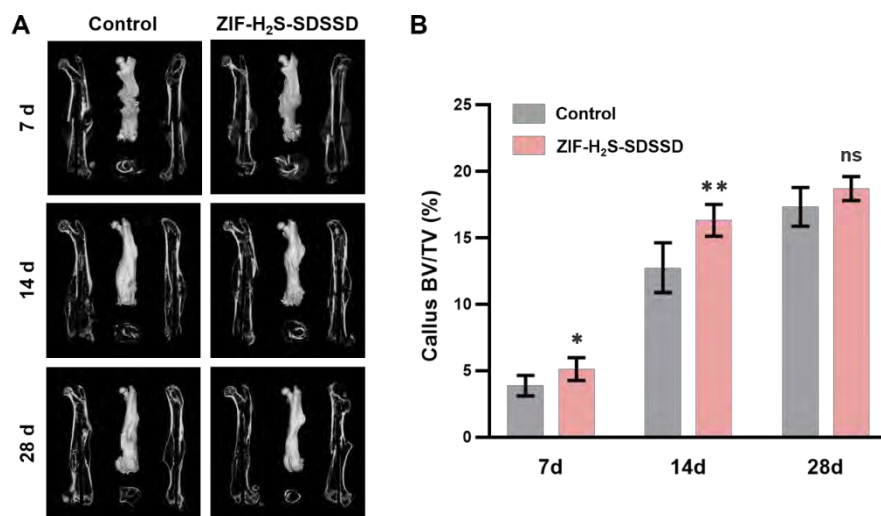 A
Control
ZIF-H₂S-SDSSD
7 d
14 d
28 d
B
Callus BV/TV (%)
25
20
15
10
5
0
Control
ZIF-H₂S-SDSSD
*
**
ns
7d
14d
28d